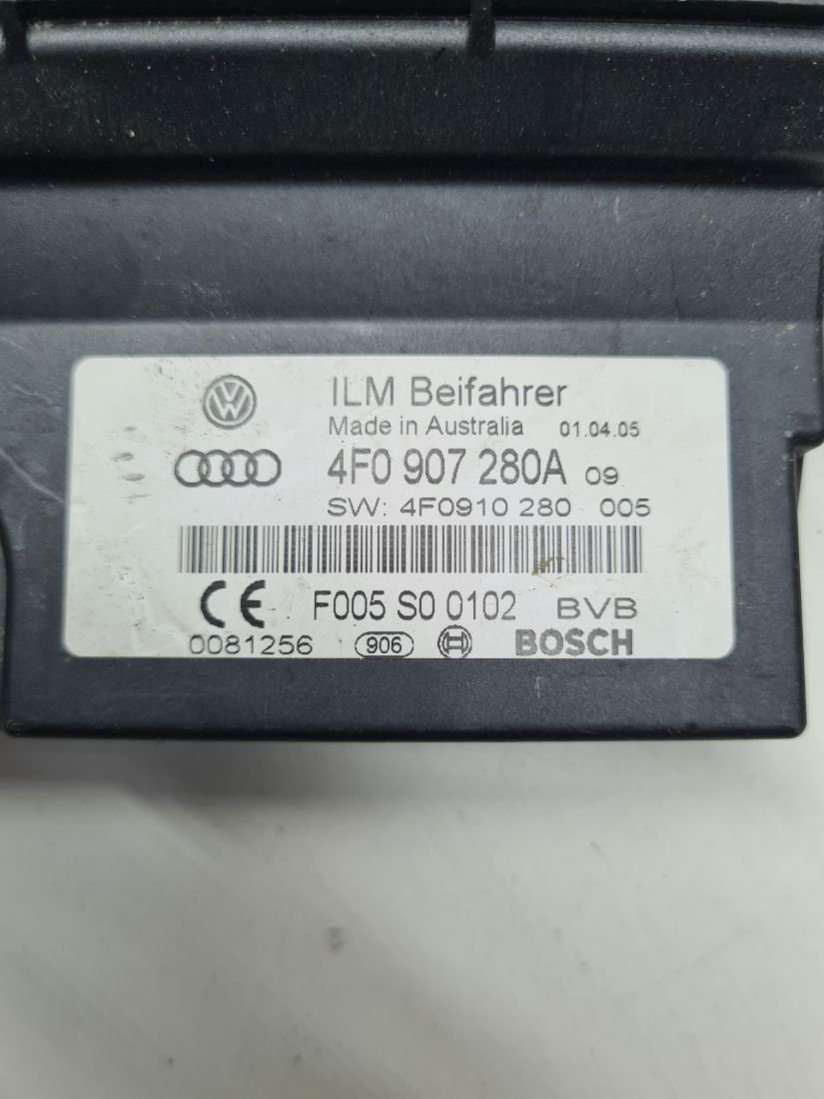 ILM Beifahrer
Made in Australia 01.04.05
4F0 907 280A 09
SW: 4F0910 280 005
CE F005 S0 0102 BVB
0081256 906 BOSCH